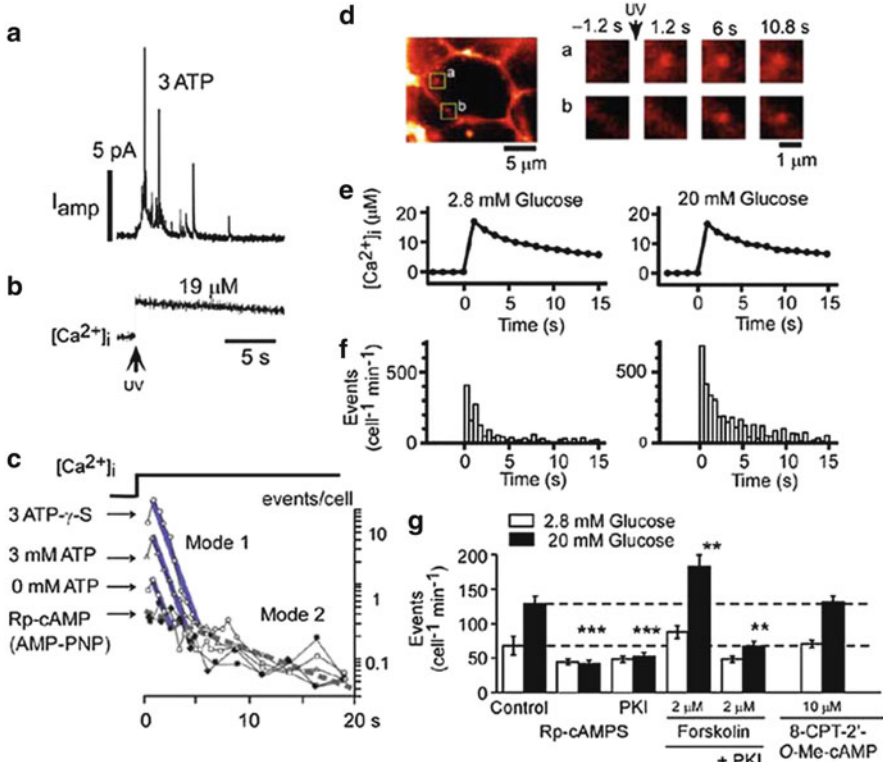 a
3 ATP
5 pA
Iamp
b
19 μM
[Ca2+]i
5 s
UV
c
[Ca2+]i
events/cell
3 ATP-γ-S
3 mM ATP
0 mM ATP
Rp-cAMP
(AMP-PNP)
Mode 1
Mode 2
10
1
0.1
0 10 20 s
d
UV
−1.2 s 1.2 s 6 s 10.8 s
a
b
a
b
5 μm
1 μm
e
2.8 mM Glucose
20 mM Glucose
[Ca2+]i (μM)
20
10
0
0 5 10 15
Time (s)
20
10
0
0 5 10 15
Time (s)
f
Events
(cell-1 min-1)
500
0
0 5 10 15
Time (s)
500
0
0 5 10 15
Time (s)
g
2.8 mM Glucose
20 mM Glucose
Events
(cell-1 min-1)
200
150
100
50
0
*** *** ** **
Control
PKI
2 μM 2 μM 10 μM
Rp-cAMPS
Forskolin
8-CPT-2'-
O-Me-cAMP
+ PKI